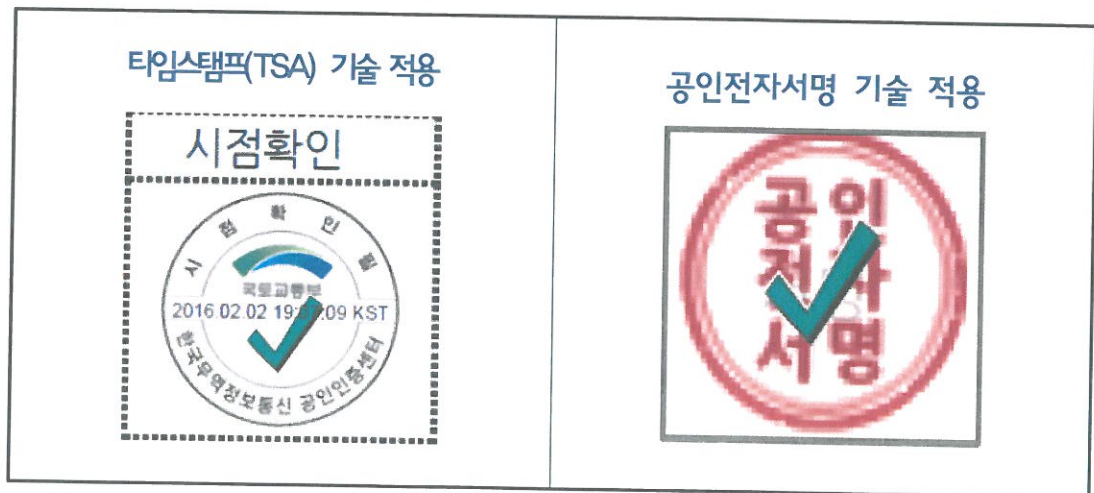 타임스탬프(TSA) 기술 적용
시점확인
시 점 확 인 필
국토교통부
2016.02.02 19:0 :09 KST
한국무역정보통신 공인인증센터
공인전자서명 기술 적용
공인
전자
서명